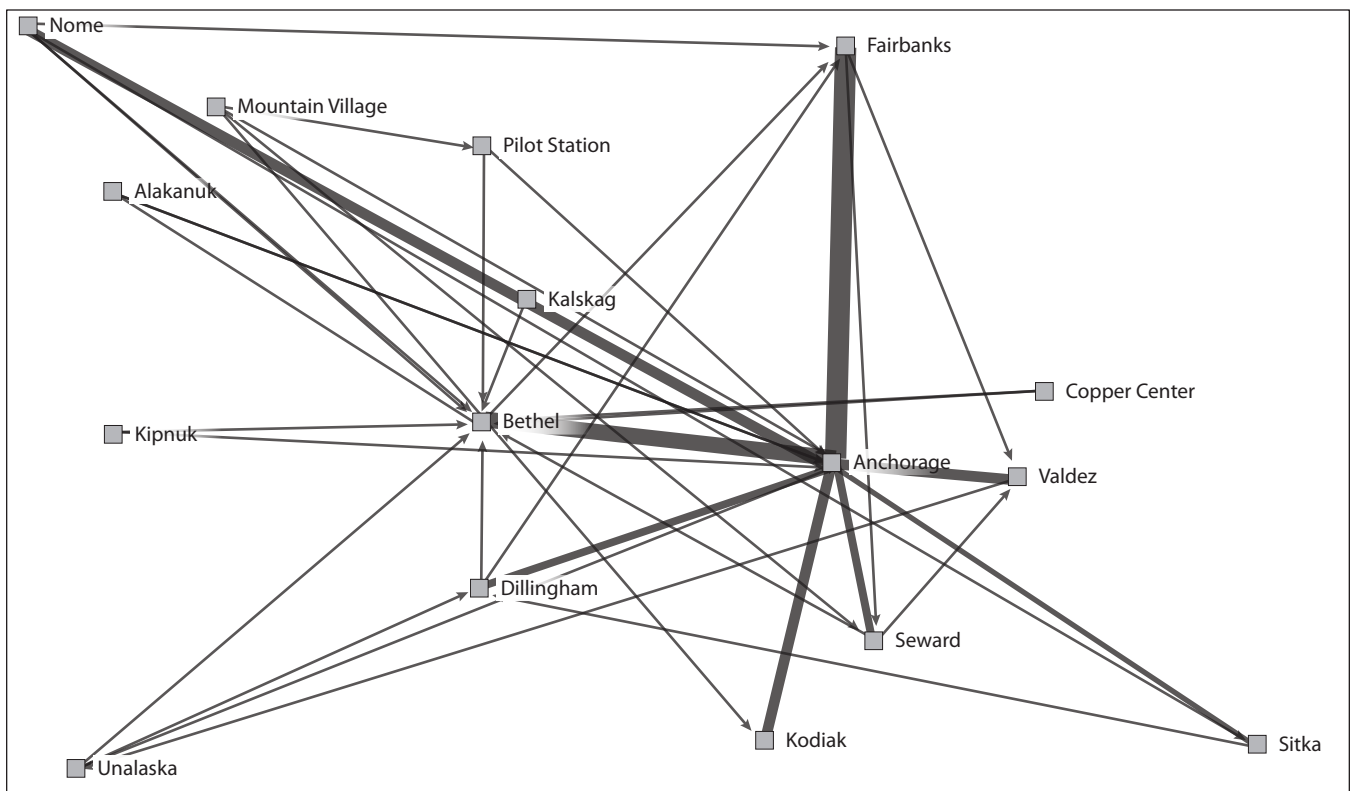 Nome
Fairbanks
Mountain Village
Pilot Station
Alakanuk
Kalskag
Copper Center
Bethel
Kipnuk
Anchorage
Valdez
Dillingham
Seward
Kodiak
Sitka
Unalaska